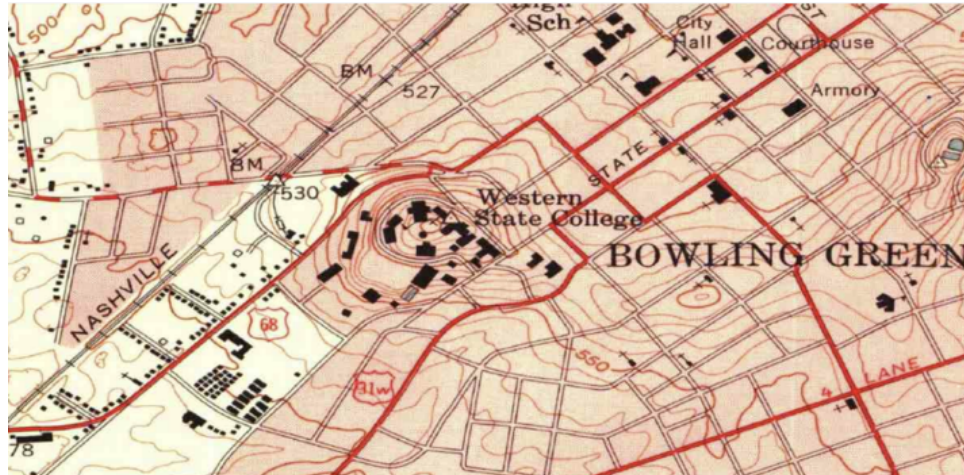 High
Sch
City
Hall
ST
Courthouse
500
BM
527
Armory
BM
530
STATE
Western
State College
BOWLING GREEN
NASHVILLE
68
550
31W
4 LANE
78